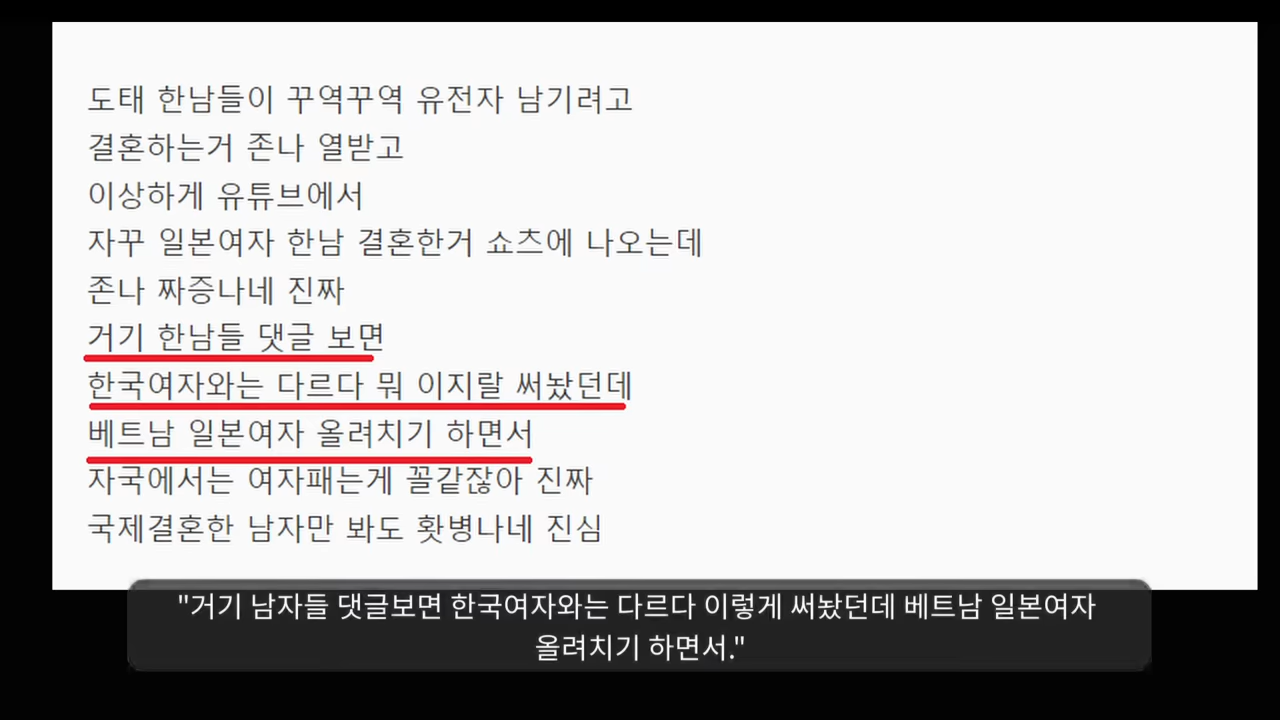 도태 한남들이 꾸역꾸역 유전자 남기려고
결혼하는거 존나 열받고
이상하게 유튜브에서
자꾸 일본여자 한남 결혼한거 쇼츠에 나오는데
존나 짜증나네 진짜
거기 한남들 댓글 보면
한국여자와는 다르다 뭐 이지랄 써놨던데
베트남 일본여자 올려치기 하면서
자국에서는 여자패는게 꼴같잖아 진짜
국제결혼한 남자만 봐도 홧병나네 진심
"거기 남자들 댓글보면 한국여자와는 다르다 이렇게 써놨던데 베트남 일본여자
올려치기 하면서."